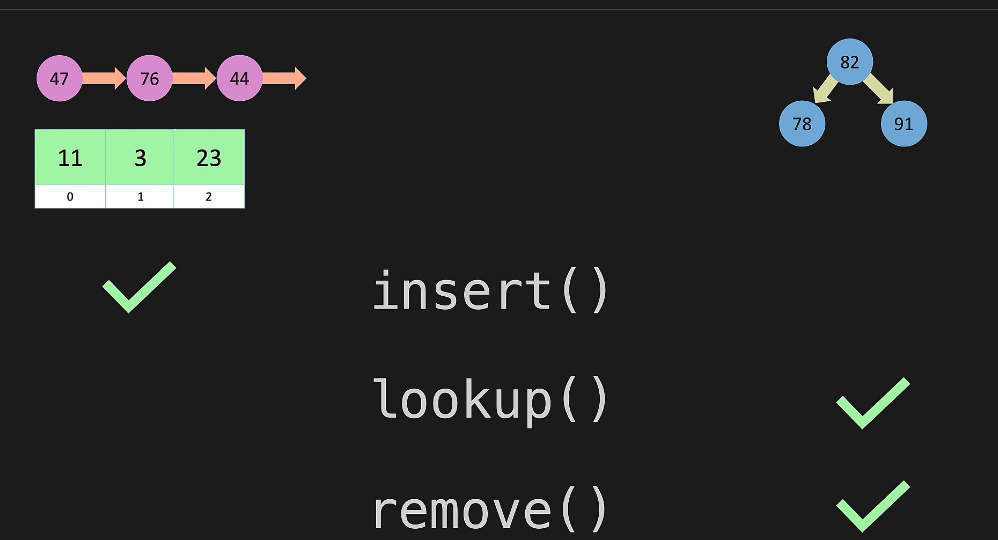 47 76 44
82
78 91
11 3 23
0 1 2
insert()
lookup()
remove()